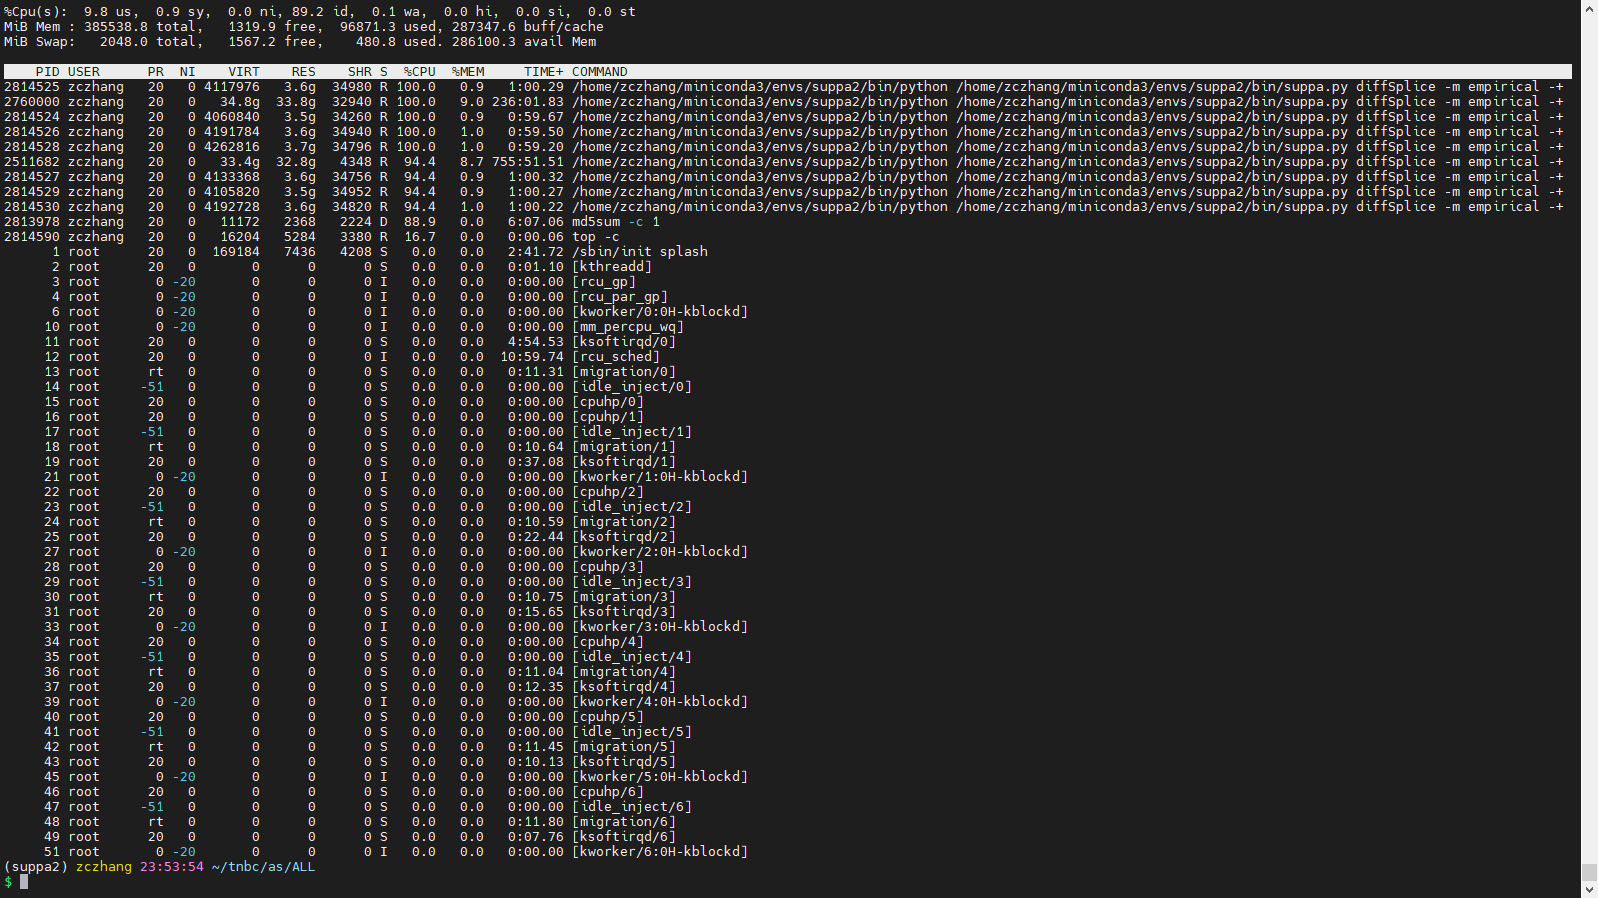 %Cpu(s):  9.8 us,  0.9 sy,  0.0 ni, 89.2 id,  0.1 wa,  0.0 hi,  0.0 si,  0.0 st
MiB Mem : 385538.8 total,   1319.9 free,  96871.3 used, 287347.6 buff/cache
MiB Swap:   2048.0 total,   1567.2 free,    480.8 used. 286100.3 avail Mem
PID USER PR NI VIRT RES SHR S %CPU %MEM TIME+ COMMAND
2814525 zczhang 20 0 4117976 3.6g 34980 R 100.0 0.9 1:00.29 /home/zczhang/miniconda3/envs/suppa2/bin/python /home/zczhang/miniconda3/envs/suppa2/bin/suppa.py diffSplice -m empirical -+
2760000 zczhang 20 0 34.8g 33.8g 32940 R 100.0 9.0 236:01.83 /home/zczhang/miniconda3/envs/suppa2/bin/python /home/zczhang/miniconda3/envs/suppa2/bin/suppa.py diffSplice -m empirical -+
2814524 zczhang 20 0 4060840 3.5g 34260 R 100.0 0.9 0:59.67 /home/zczhang/miniconda3/envs/suppa2/bin/python /home/zczhang/miniconda3/envs/suppa2/bin/suppa.py diffSplice -m empirical -+
2814526 zczhang 20 0 4191784 3.6g 34940 R 100.0 1.0 0:59.50 /home/zczhang/miniconda3/envs/suppa2/bin/python /home/zczhang/miniconda3/envs/suppa2/bin/suppa.py diffSplice -m empirical -+
2814528 zczhang 20 0 4262816 3.7g 34796 R 100.0 1.0 0:59.20 /home/zczhang/miniconda3/envs/suppa2/bin/python /home/zczhang/miniconda3/envs/suppa2/bin/suppa.py diffSplice -m empirical -+
2511682 zczhang 20 0 33.4g 32.8g 4348 R 94.4 8.7 755:51.51 /home/zczhang/miniconda3/envs/suppa2/bin/python /home/zczhang/miniconda3/envs/suppa2/bin/suppa.py diffSplice -m empirical -+
2814527 zczhang 20 0 4133368 3.6g 34756 R 94.4 0.9 1:00.32 /home/zczhang/miniconda3/envs/suppa2/bin/python /home/zczhang/miniconda3/envs/suppa2/bin/suppa.py diffSplice -m empirical -+
2814529 zczhang 20 0 4105820 3.5g 34952 R 94.4 0.9 1:00.27 /home/zczhang/miniconda3/envs/suppa2/bin/python /home/zczhang/miniconda3/envs/suppa2/bin/suppa.py diffSplice -m empirical -+
2814530 zczhang 20 0 4192728 3.6g 34820 R 94.4 1.0 1:00.22 /home/zczhang/miniconda3/envs/suppa2/bin/python /home/zczhang/miniconda3/envs/suppa2/bin/suppa.py diffSplice -m empirical -+
2813978 zczhang 20 0 11172 2368 2224 D 88.9 0.0 6:07.06 md5sum -c 1
2814590 zczhang 20 0 16204 5284 3380 R 16.7 0.0 0:00.06 top -c
1 root 20 0 169184 7436 4208 S 0.0 0.0 2:41.72 /sbin/init splash
2 root 20 0 0 0 0 S 0.0 0.0 0:01.10 [kthreadd]
3 root 0 -20 0 0 0 I 0.0 0.0 0:00.00 [rcu_gp]
4 root 0 -20 0 0 0 I 0.0 0.0 0:00.00 [rcu_par_gp]
6 root 0 -20 0 0 0 I 0.0 0.0 0:00.00 [kworker/0:0H-kblockd]
10 root 0 -20 0 0 0 I 0.0 0.0 0:00.00 [mm_percpu_wq]
11 root 20 0 0 0 0 S 0.0 0.0 4:54.53 [ksoftirqd/0]
12 root 20 0 0 0 0 I 0.0 0.0 10:59.74 [rcu_sched]
13 root rt 0 0 0 0 S 0.0 0.0 0:11.31 [migration/0]
14 root -51 0 0 0 0 S 0.0 0.0 0:00.00 [idle_inject/0]
15 root 20 0 0 0 0 S 0.0 0.0 0:00.00 [cpuhp/0]
16 root 20 0 0 0 0 S 0.0 0.0 0:00.00 [cpuhp/1]
17 root -51 0 0 0 0 S 0.0 0.0 0:00.00 [idle_inject/1]
18 root rt 0 0 0 0 S 0.0 0.0 0:10.64 [migration/1]
19 root 20 0 0 0 0 S 0.0 0.0 0:37.08 [ksoftirqd/1]
21 root 0 -20 0 0 0 I 0.0 0.0 0:00.00 [kworker/1:0H-kblockd]
22 root 20 0 0 0 0 S 0.0 0.0 0:00.00 [cpuhp/2]
23 root -51 0 0 0 0 S 0.0 0.0 0:00.00 [idle_inject/2]
24 root rt 0 0 0 0 S 0.0 0.0 0:10.59 [migration/2]
25 root 20 0 0 0 0 S 0.0 0.0 0:22.44 [ksoftirqd/2]
27 root 0 -20 0 0 0 I 0.0 0.0 0:00.00 [kworker/2:0H-kblockd]
28 root 20 0 0 0 0 S 0.0 0.0 0:00.00 [cpuhp/3]
29 root -51 0 0 0 0 S 0.0 0.0 0:00.00 [idle_inject/3]
30 root rt 0 0 0 0 S 0.0 0.0 0:10.75 [migration/3]
31 root 20 0 0 0 0 S 0.0 0.0 0:15.65 [ksoftirqd/3]
33 root 0 -20 0 0 0 I 0.0 0.0 0:00.00 [kworker/3:0H-kblockd]
34 root 20 0 0 0 0 S 0.0 0.0 0:00.00 [cpuhp/4]
35 root -51 0 0 0 0 S 0.0 0.0 0:00.00 [idle_inject/4]
36 root rt 0 0 0 0 S 0.0 0.0 0:11.04 [migration/4]
37 root 20 0 0 0 0 S 0.0 0.0 0:12.35 [ksoftirqd/4]
39 root 0 -20 0 0 0 I 0.0 0.0 0:00.00 [kworker/4:0H-kblockd]
40 root 20 0 0 0 0 S 0.0 0.0 0:00.00 [cpuhp/5]
41 root -51 0 0 0 0 S 0.0 0.0 0:00.00 [idle_inject/5]
42 root rt 0 0 0 0 S 0.0 0.0 0:11.45 [migration/5]
43 root 20 0 0 0 0 S 0.0 0.0 0:10.13 [ksoftirqd/5]
45 root 0 -20 0 0 0 I 0.0 0.0 0:00.00 [kworker/5:0H-kblockd]
46 root 20 0 0 0 0 S 0.0 0.0 0:00.00 [cpuhp/6]
47 root -51 0 0 0 0 S 0.0 0.0 0:00.00 [idle_inject/6]
48 root rt 0 0 0 0 S 0.0 0.0 0:11.80 [migration/6]
49 root 20 0 0 0 0 S 0.0 0.0 0:07.76 [ksoftirqd/6]
51 root 0 -20 0 0 0 I 0.0 0.0 0:00.00 [kworker/6:0H-kblockd]
(suppa2) zczhang 23:53:54 ~/tnbc/as/ALL
$